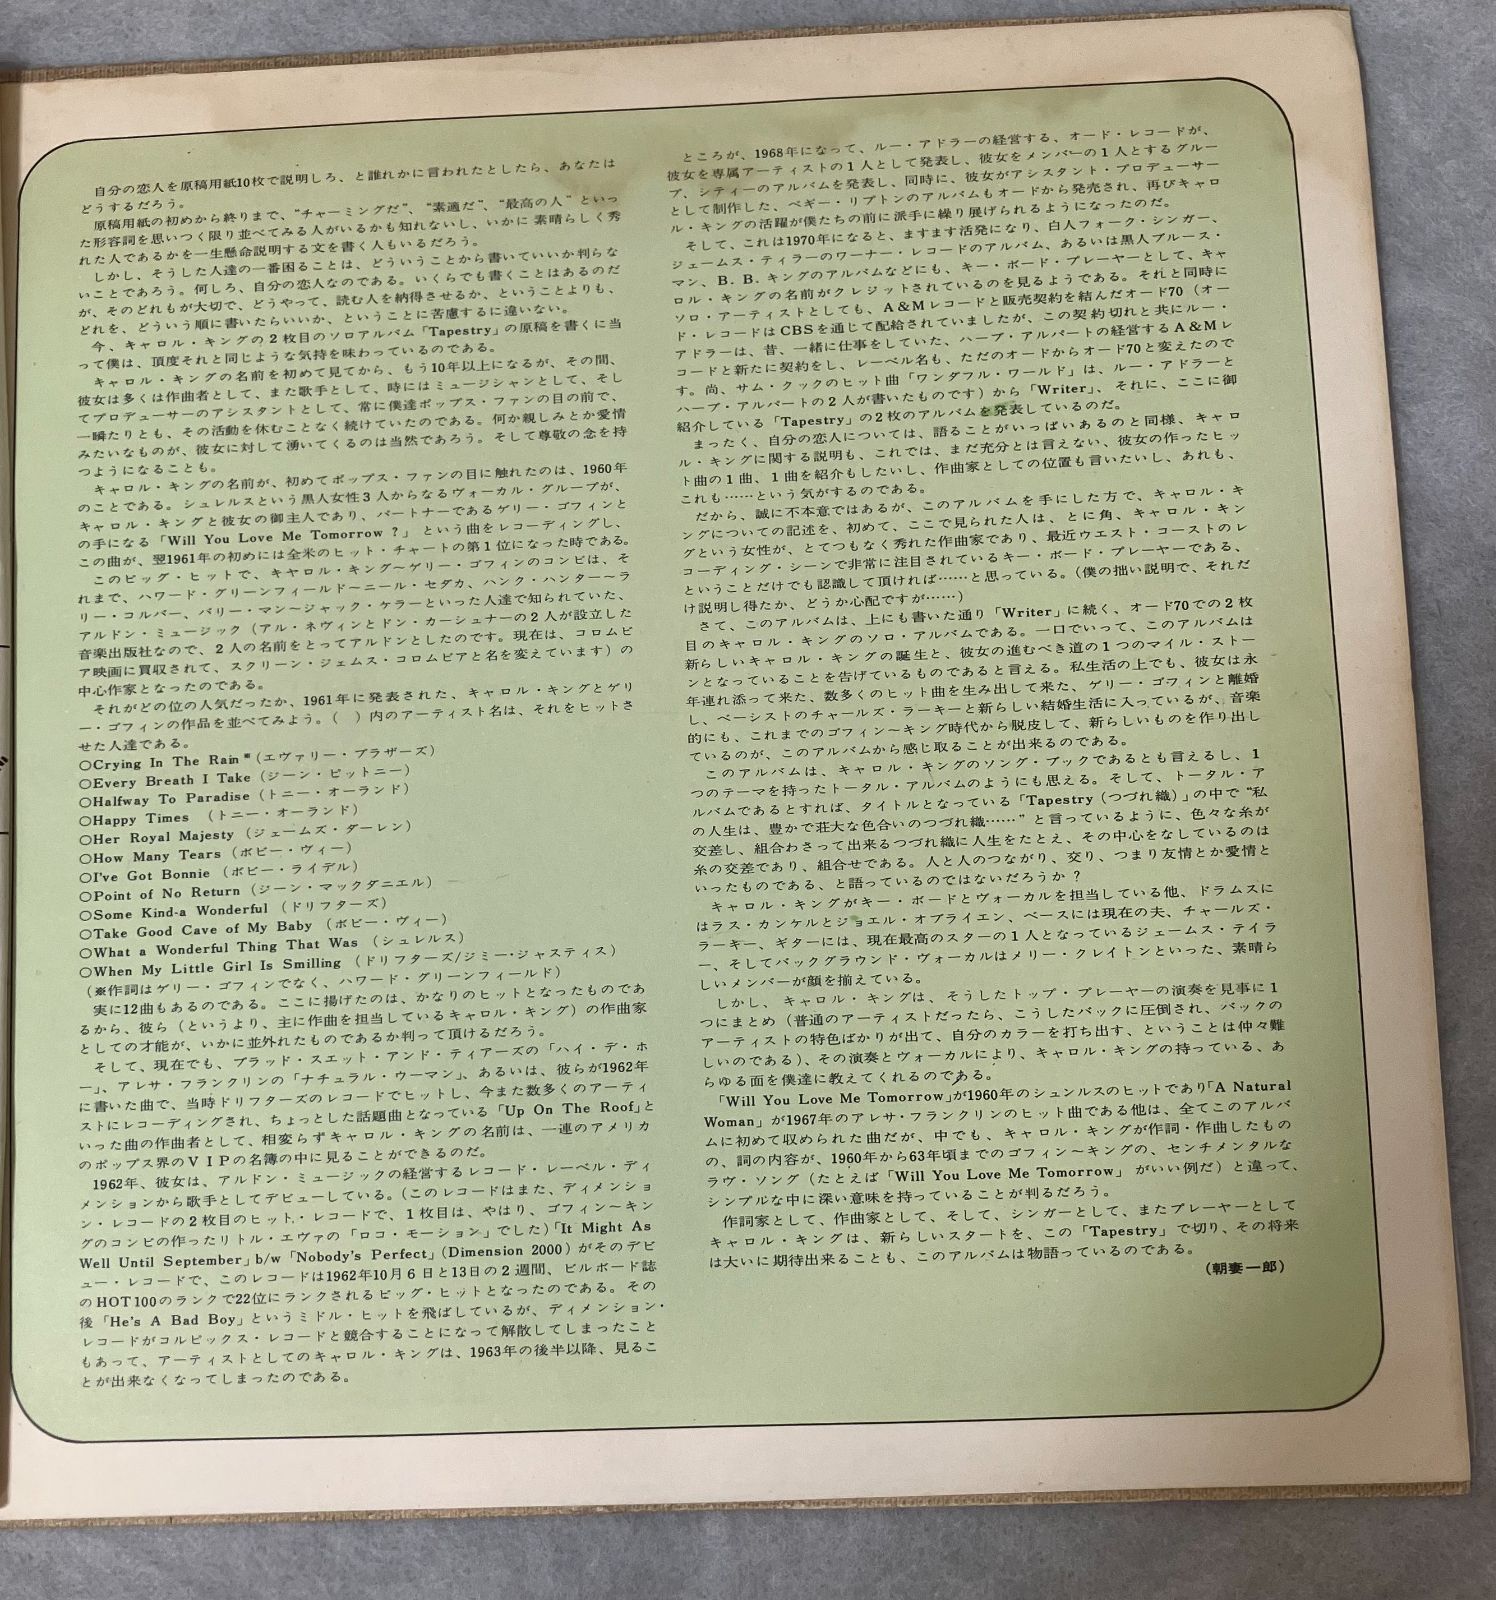 自分の恋人を原稿用紙10枚で説明しろ、と誰れかに言われたとしたら、あなたは
どうするだろう。
原稿用紙の初めから終りまで、“チャーミングだ”、“素適だ”、“最高の人”といっ
た形容詞を思いつく限り並べてみる人がいるかも知れないし、いかに素晴らしく秀
れた人であるかを一生懸命説明する文を書く人もいるだろう。
しかし、そうした人達の一番困ることは、どういうことから書いていいか判らな
いことであろう。何しろ、自分の恋人なのである。いくらでも書くことはあるのだ
が、そのどれもが大切で、どうやって、読む人を納得させるか、ということよりも、
どれを、どういう順に書いたらいいか、ということに苦慮するに違いない。
今、キャロル・キングの2枚目のソロアルバム「Tapestry」の原稿を書くに当
って僕は、頂度それと同じような気持を味わっているのである。
キャロル・キングの名前を初めて見てから、もう10年以上になるが、その間、
彼女は多くは作曲者として、また歌手として、時にはミュージシャンとして、そし
てプロデューサーのアシスタントとして、常に僕達ポップス・ファンの目の前で、
一瞬たりとも、その活動を休むことなく続けていたのである。何か親しみとか愛情
みたいなものが、彼女に対して湧いてくるのは当然であろう。そして尊敬の念を持
つようになることも。
キャロル・キングの名前が、初めてポップス・ファンの目に触れたのは、1960年
のことである。シュレルスという黒人女性3人からなるヴォーカル・グループが、
キャロル・キングと彼女の御主人であり、パートナーであるゲリー・ゴフィンと
の手になる「Will You Love Me Tomorrow ?」という曲をレコーディングし、
この曲が、翌1961年の初めには全米のヒット・チャートの第1位になった時である。
このビッグ・ヒットで、キャロル・キング〜ゲリー・ゴフィンのコンビは、そ
れまで、ハワード・グリーンフィールド〜ニール・セダカ、ハンク・ハンター〜ラ
リー・コルバー、バリー・マン〜ジャック・ケラーといった人達で知られていた、
アルドン・ミュージック（アル・ネヴィンとドン・カーシュナーの2人が設立した
音楽出版社なので、2人の名前をとってアルドンとしたのです。現在は、コロムビ
ア映画に買収されて、スクリーン・ジェムス・コロムビアと名を変えています）の
中心作家となったのである。
それがどの位の人気だったか、1961年に発表された、キャロル・キングとゲリ
ー・ゴフィンの作品を並べてみよう。（　）内のアーティスト名は、それをヒットさ
せた人達である。
○Crying In The Rain※（エヴァリー・ブラザーズ）
○Every Breath I Take（ジーン・ピットニー）
○Halfway To Paradise（トニー・オーランド）
○Happy Times （トニー・オーランド）
○Her Royal Majesty（ジェームズ・ダーレン）
○How Many Tears（ボビー・ヴィー）
○I've Got Bonnie（ボビー・ライデル）
○Point of No Return（ジーン・マックダニエル）
○Some Kind-a Wonderful（ドリフターズ）
○Take Good Cave of My Baby（ボビー・ヴィー）
○What a Wonderful Thing That Was（シュレルス）
○When My Little Girl Is Smilling（ドリフターズ/ジミー・ジャスティス）
（※作詞はゲリー・ゴフィンでなく、ハワード・グリーンフィールド）
実に12曲もあるのである。ここに揚げたのは、かなりのヒットとなったものであ
るから、彼ら（というより、主に作曲を担当しているキャロル・キング）の作曲家
としての才能が、いかに並外れたものであるか判って頂けるだろう。
そして、現在でも、ブラッド・スエット・アンド・ティアーズの「ハイ・デ・ホ
ー」、アレサ・フランクリンの「ナチュラル・ウーマン」、あるいは、彼らが1962年
に書いた曲で、当時ドリフターズのレコードでヒットし、今また数多くのアーティ
ストにレコーディングされ、ちょっとした話題曲となっている「Up On The Roof」と
いった曲の作曲者として、相変らずキャロル・キングの名前は、一連のアメリカ
のポップス界のVIPの名簿の中に見ることができるのだ。
1962年、彼女は、アルドン・ミュージックの経営するレコード・レーベル・ディ
メンションから歌手としてデビューしている。（このレコードはまた、ディメンショ
ン・レコードの2枚目のヒット・レコードで、1枚目は、やはり、ゴフィン〜キン
グのコンビの作ったリトル・エヴァの「ロコ・モーション」でした）「It Might As
Well Until September」b/w「Nobody's Perfect」（Dimension 2000）がそのデビ
ュー・レコードで、このレコードは1962年10月6日と13日の2週間、ビルボード誌
のHOT100のランクで22位にランクされるビッグ・ヒットとなったのである。その
後「He's A Bad Boy」というミドル・ヒットを飛ばしているが、ディメンション・
レコードがコルピックス・レコードと競合することになって解散してしまったこと
もあって、アーティストとしてのキャロル・キングは、1963年の後半以降、見るこ
とが出来なくなってしまったのである。
ところが、1968年になって、ルー・アドラーの経営する、オード・レコードが、
彼女を専属アーティストの1人として発表し、彼女をメンバーの1人とするグルー
プ、シティーのアルバムを発表し、同時に、彼女がアシスタント・プロデューサー
として制作した、ペギー・リプトンのアルバムもオードから発売され、再びキャロ
ル・キングの活躍が僕たちの前に派手に繰り展げられるようになったのだ。
そして、これは1970年になると、ますます活発になり、白人フォーク・シンガー、
ジェームス・ティラーのワーナー・レコードのアルバム、あるいは黒人ブルース・
マン、B．B．キングのアルバムなどにも、キー・ボード・プレーヤーとして、キャ
ロル・キングの名前がクレジットされているのを見るようである。それと同時に
ソロ・アーティストとしても、A＆Mレコードと販売契約を結んだオード70（オー
ド・レコードはCBSを通じて配給されていましたが、この契約切れと共にルー・
アドラーは、昔、一緒に仕事をしていた、ハーブ・アルパートの経営するA＆Mレ
コードと新たに契約をし、レーベル名も、ただのオードからオード70と変えたので
す。尚、サム・クックのヒット曲「ワンダフル・ワールド」は、ルー・アドラーと
ハーブ・アルパートの2人が書いたものです）から「Writer」、それに、ここに御
紹介している「Tapestry」の2枚のアルバムを発表しているのだ。
まったく、自分の恋人については、語ることがいっぱいあるのと同様、キャロ
ル・キングに関する説明も、これでは、まだ充分とは言えない、彼女の作ったヒッ
ト曲の1曲、1曲を紹介もしたいし、作曲家としての位置も言いたいし、あれも、
これも……という気がするのである。
だから、誠に不本意ではあるが、このアルバムを手にした方で、キャロル・キ
ングについての記述を、初めて、ここで見られた人は、とに角、キャロル・キン
グという女性が、とてつもなく秀れた作曲家であり、最近ウエスト・コーストのレ
コーディング・シーンで非常に注目されているキー・ボード・プレーヤーである、
ということだけでも認識して頂ければ……と思っている。（僕の拙い説明で、それだ
け説明し得たか、どうか心配ですが……）
さて、このアルバムは、上にも書いた通り「Writer」に続く、オード70での2枚
目のキャロル・キングのソロ・アルバムである。一口でいって、このアルバムは
新らしいキャロル・キングの誕生と、彼女の進むべき道の1つのマイル・ストー
ンとなっていることを告げているものであると言える。私生活の上でも、彼女は永
年連れ添って来た、数多くのヒット曲を生み出して来た、ゲリー・ゴフィンと離婚
し、ベーシストのチャールズ・ラーキーと新らしい結婚生活に入っているが、音楽
的にも、これまでのゴフィン〜キング時代から脱皮して、新らしいものを作り出し
ているのが、このアルバムから感じ取ることが出来るのである。
このアルバムは、キャロル・キングのソング・ブックであるとも言えるし、1
つのテーマを持ったトータル・アルバムのようにも思える。そして、トータル・ア
ルバムであるとすれば、タイトルとなっている「Tapestry（つづれ織）」の中で“私
の人生は、豊かで荘大な色合いのつづれ織……”と言っているように、色々な糸が
交差し、組合わさって出来るつづれ織に人生をたとえ、その中心をなしているのは
糸の交差であり、組合せである。人と人のつながり、交り、つまり友情とか愛情と
いったものである、と語っているのではないだろうか？
キャロル・キングがキー・ボードとヴォーカルを担当している他、ドラムスに
はラス・カンケルとジョエル・オブライエン、ベースには現在の夫、チャールズ・
ラーキー、ギターには、現在最高のスターの1人となっているジェームス・テイラ
ー、そしてバックグラウンド・ヴォーカルはメリー・クレイトンといった、素晴ら
しいメンバーが顔を揃えている。
しかし、キャロル・キングは、そうしたトップ・プレーヤーの演奏を見事に1
つにまとめ（普通のアーティストだったら、こうしたバックに圧倒され、バックの
アーティストの特色ばかりが出て、自分のカラーを打ち出す、ということは仲々難
しいのである）、その演奏とヴォーカルにより、キャロル・キングの持っている、あ
らゆる面を僕達に教えてくれるのである。
「Will You Love Me Tomorrow」が1960年のシュンルスのヒットであり「A Natural
Woman」が1967年のアレサ・フランクリンのヒット曲である他は、全てこのアルバ
ムに初めて収められた曲だが、中でも、キャロル・キングが作詞・作曲したもの
の、詞の内容が、1960年から63年頃までのゴフィン〜キングの、センチメンタルな
ラヴ・ソング（たとえば「Will You Love Me Tomorrow」がいい例だ）と違って、
シンプルな中に深い意味を持っていることが判るだろう。
作詞家として、作曲家として、そして、シンガーとして、またプレーヤーとして
キャロル・キングは、新らしいスタートを、この「Tapestry」で切り、その将来
は大いに期待出来ることも、このアルバムは物語っているのである。
（朝妻一郎）